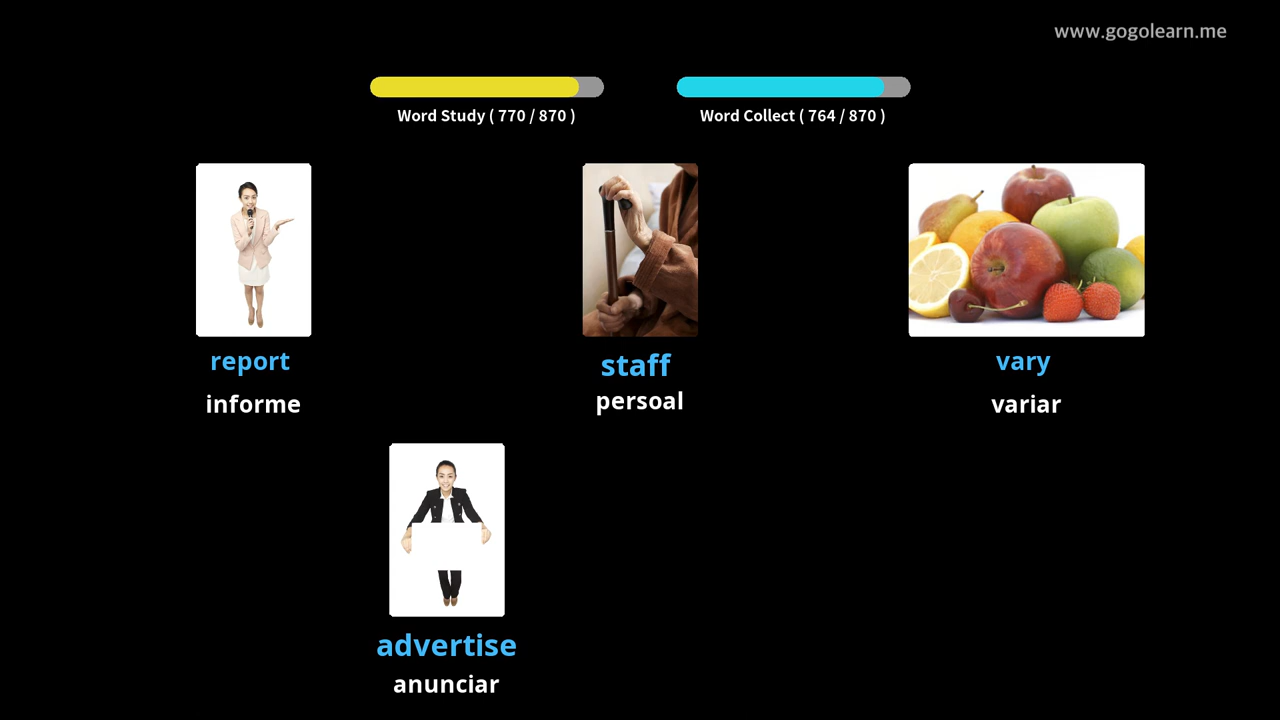 www.gogolearn.me
Word Study ( 770 / 870 )
Word Collect ( 764 / 870 )
report
informe
staff
persoal
vary
variar
advertise
anunciar